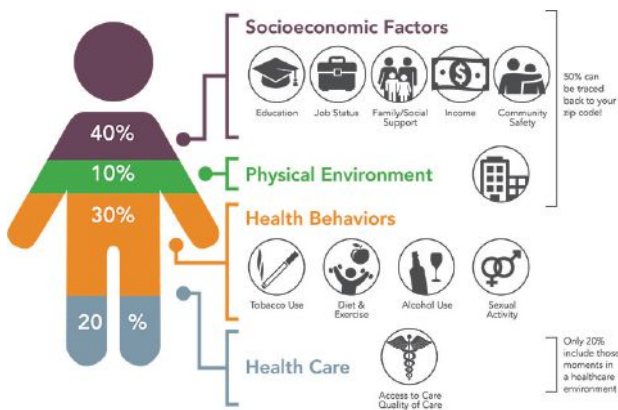 Socioeconomic Factors
Education
Job Status
Family/Social
Support
Income
Community
Safety
50% can
be traced
back to your
zip code!
40%
10%
Physical Environment
30%
Health Behaviors
Tobacco Use
Diet &
Exercise
Alcohol Use
Sexual
Activity
20 %
Health Care
Access to Care
Quality of Care
Only 20%
include those
moments in
a healthcare
environment